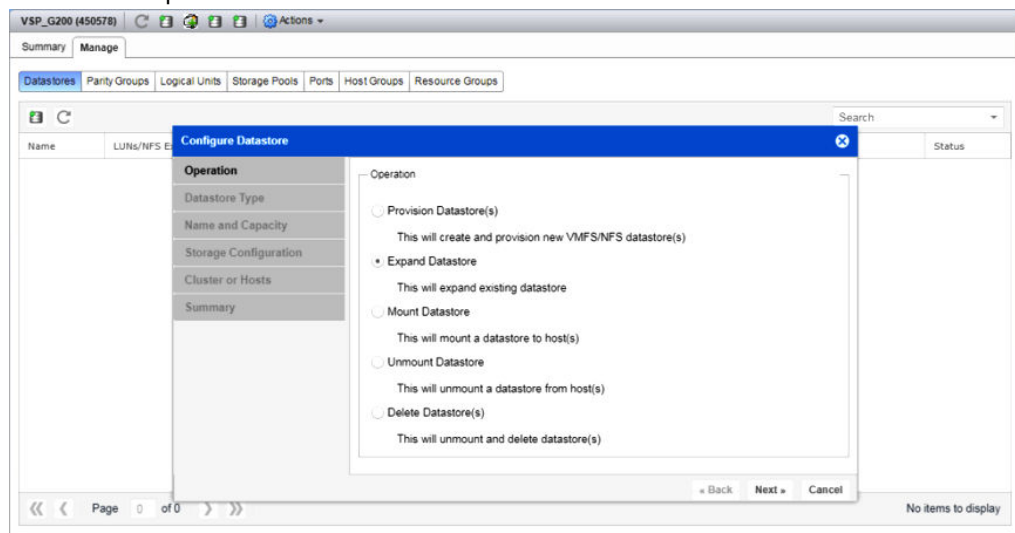 VSP_G200 (450578) Actions
Summary Manage
Datastores Parity Groups Logical Units Storage Pools Ports Host Groups Resource Groups
Search
Name LUNs/NFS E Status
Configure Datastore
Operation
Datastore Type
Name and Capacity
Storage Configuration
Cluster or Hosts
Summary
Operation
Provision Datastore(s)
This will create and provision new VMFS/NFS datastore(s)
Expand Datastore
This will expand existing datastore
Mount Datastore
This will mount a datastore to host(s)
Unmount Datastore
This will unmount a datastore from host(s)
Delete Datastore(s)
This will unmount and delete datastore(s)
« Back Next » Cancel
Page 0 of 0 No items to display